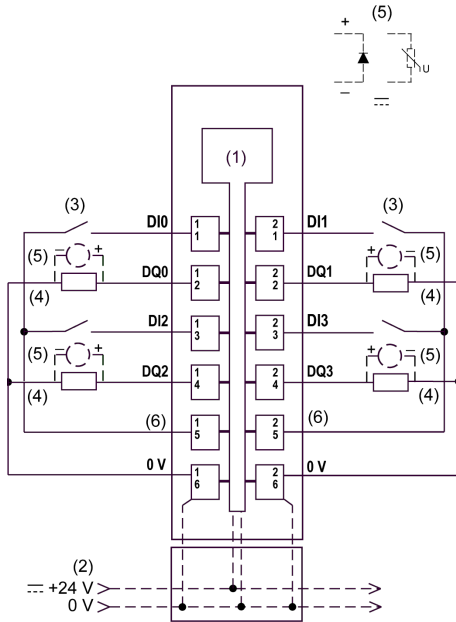 (5)
+
U
−
(1)
(3) (3)
DI0 1 1 2 1 DI1
(5) − + + − (5)
DQ0 1 2 2 2 DQ1
(4) (4)
DI2 1 3 2 3 DI3
(5) − + + − (5)
DQ2 1 4 2 4 DQ3
(4) (4)
(6) 1 5 2 5 (6)
0 V 1 6 2 6 0 V
(2)
+24 V
0 V